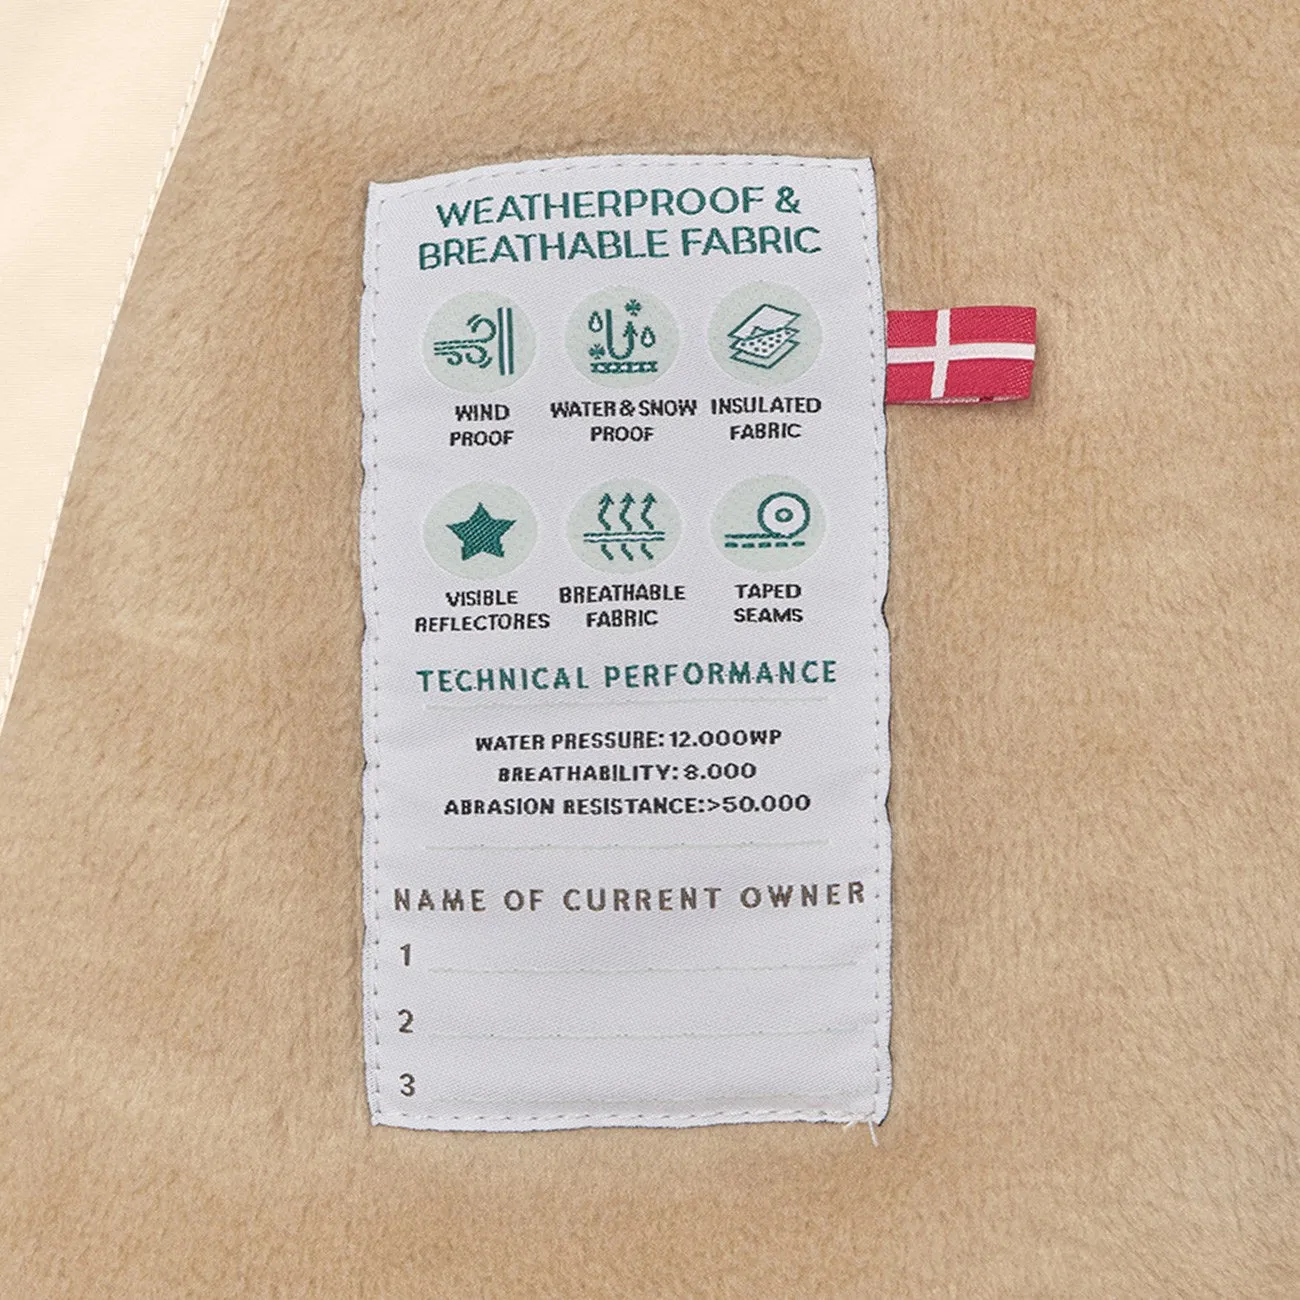 WEATHERPROOF &
BREATHABLE FABRIC
WIND
PROOF
WATER & SNOW
PROOF
INSULATED
FABRIC
VISIBLE
REFLECTORES
BREATHABLE
FABRIC
TAPED
SEAMS
TECHNICAL PERFORMANCE
WATER PRESSURE: 12.000WP
BREATHABILITY: 8.000
ABRASION RESISTANCE:>50.000
NAME OF CURRENT OWNER
1
2
3